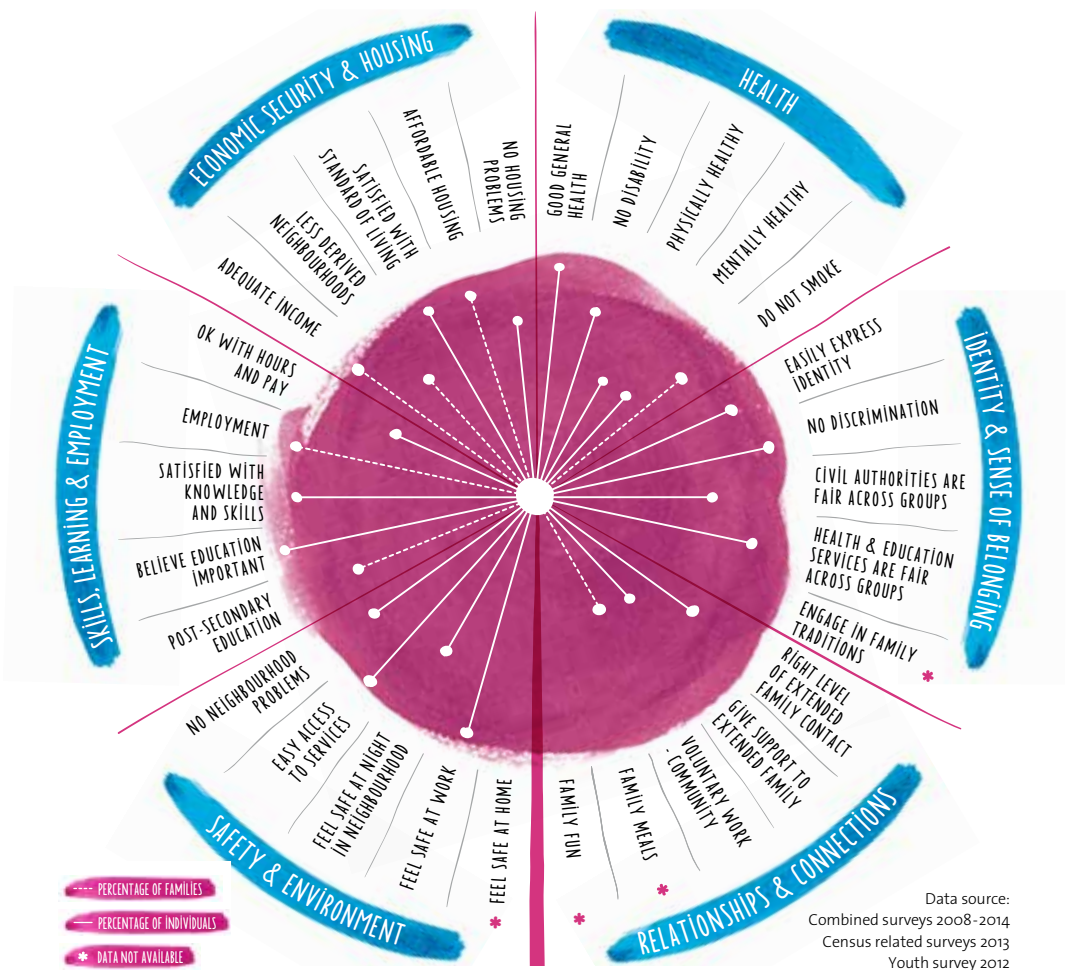 ECONOMIC SECURITY & HOUSING
HEALTH
IDENTITY & SENSE OF BELONGING
RELATIONSHIPS & CONNECTIONS
SAFETY & ENVIRONMENT
SKILLS, LEARNING & EMPLOYMENT
GOOD GENERAL
HEALTH
NO DISABILITY
PHYSICALLY HEALTHY
MENTALLY HEALTHY
DO NOT SMOKE
EASILY EXPRESS
IDENTITY
NO DISCRIMINATION
CIVIL AUTHORITIES ARE
FAIR ACROSS GROUPS
HEALTH & EDUCATION
SERVICES ARE FAIR
ACROSS GROUPS
ENGAGE IN FAMILY
TRADITIONS
*
RIGHT LEVEL
OF EXTENDED
FAMILY CONTACT
GIVE SUPPORT TO
EXTENDED FAMILY
VOLUNTARY WORK
- COMMUNITY
FAMILY MEALS
*
FAMILY FUN
*
FEEL SAFE AT HOME
*
FEEL SAFE AT WORK
FEEL SAFE AT NIGHT
IN NEIGHBOURHOOD
EASY ACCESS
TO SERVICES
NO NEIGHBOURHOOD
PROBLEMS
POST-SECONDARY
EDUCATION
BELIEVE EDUCATION
IMPORTANT
SATISFIED WITH
KNOWLEDGE
AND SKILLS
EMPLOYMENT
OK WITH HOURS
AND PAY
ADEQUATE INCOME
LESS DEPRIVED
NEIGHBOURHOODS
SATISFIED WITH
STANDARD OF LIVING
AFFORDABLE HOUSING
NO HOUSING
PROBLEMS
PERCENTAGE OF FAMILIES
PERCENTAGE OF INDIVIDUALS
* DATA NOT AVAILABLE
Data source:
Combined surveys 2008-2014
Census related surveys 2013
Youth survey 2012